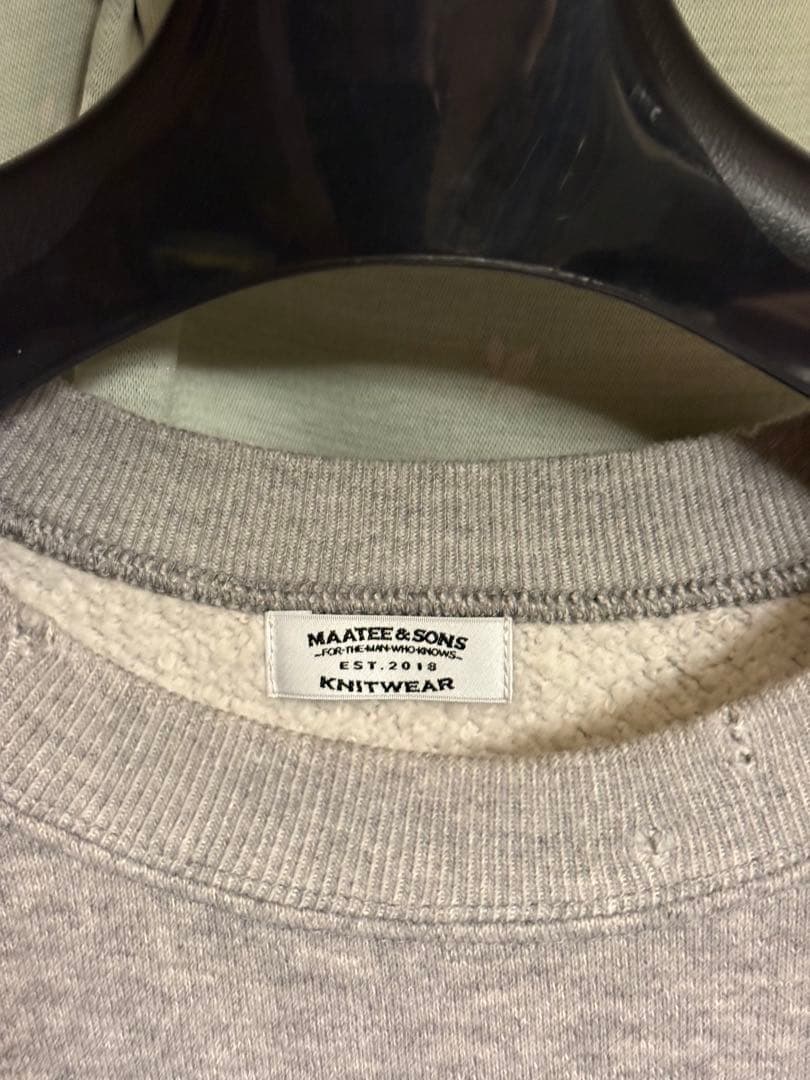 MAATEE & SONS
-FOR-THE-MAN-WHO-KNOWS-
EST. 2018
KNITWEAR